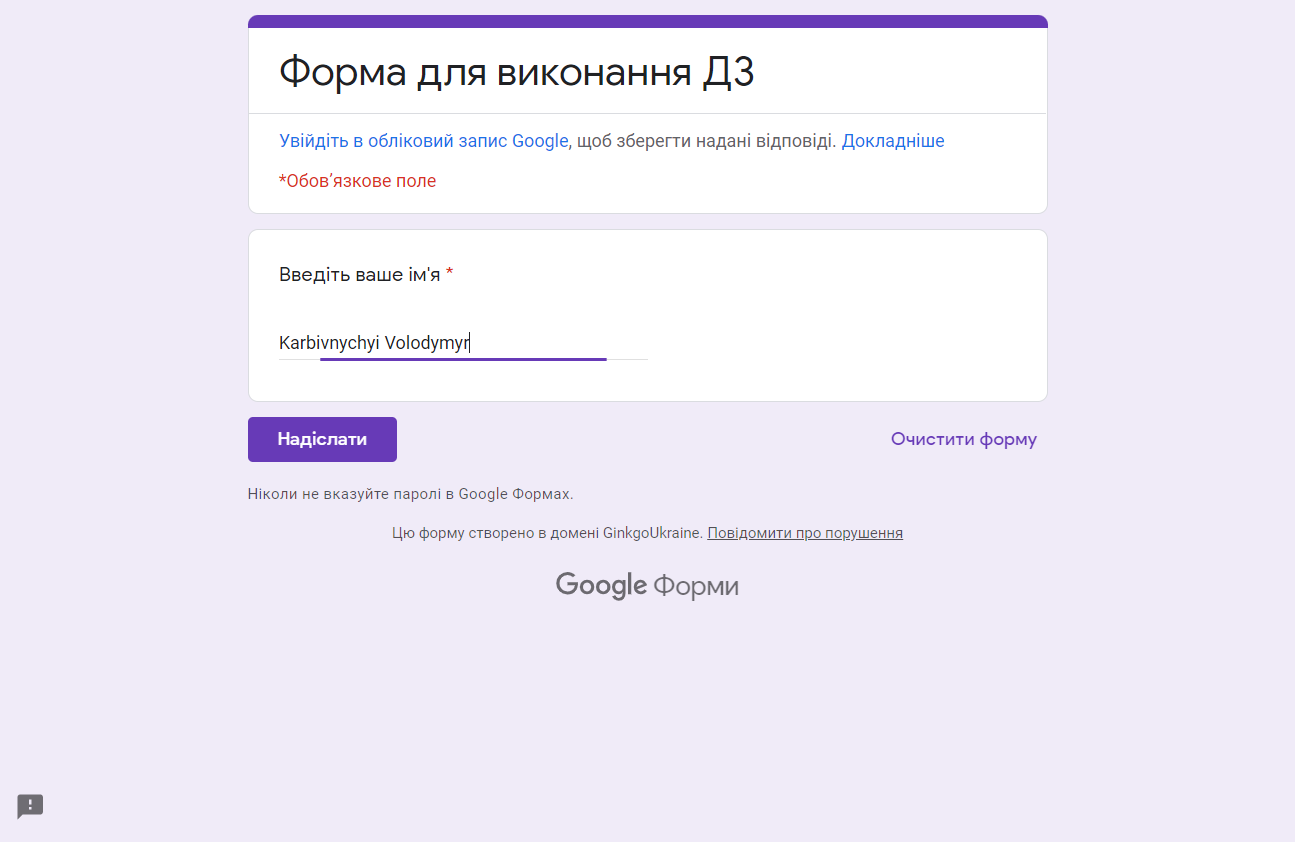 Форма для виконання ДЗ
Увійдіть в обліковий запис Google, щоб зберегти надані відповіді. Докладніше
*Обов’язкове поле
Введіть ваше ім'я *
Karbivnychyi Volodymyr
Надіслати
Очистити форму
Ніколи не вказуйте паролі в Google Формах.
Цю форму створено в домені GinkgoUkraine. Повідомити про порушення
Google Форми